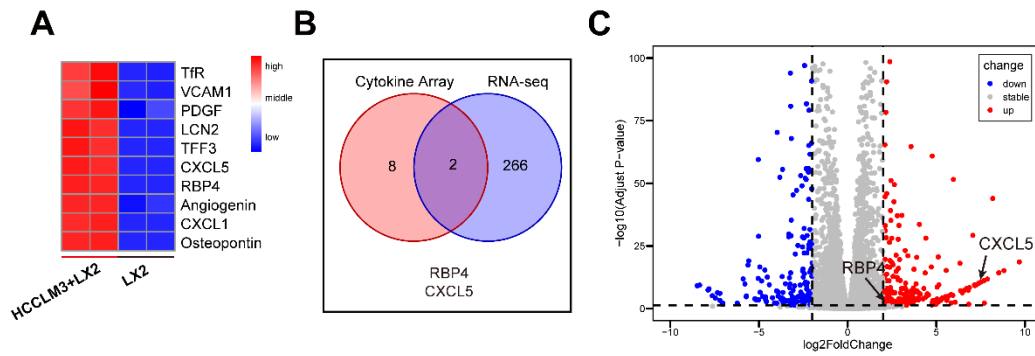 A
TfR
VCAM1
PDGF
LCN2
TFF3
CXCL5
RBP4
Angiogenin
CXCL1
Osteopontin
high
middle
low
HCCLM3+LX2
LX2
B
Cytokine Array
RNA-seq
8
2
266
RBP4
CXCL5
C
100
75
50
25
0
-log10(Adjust P-value)
-10
-5
0
5
10
log2FoldChange
change
down
stable
up
RBP4
CXCL5